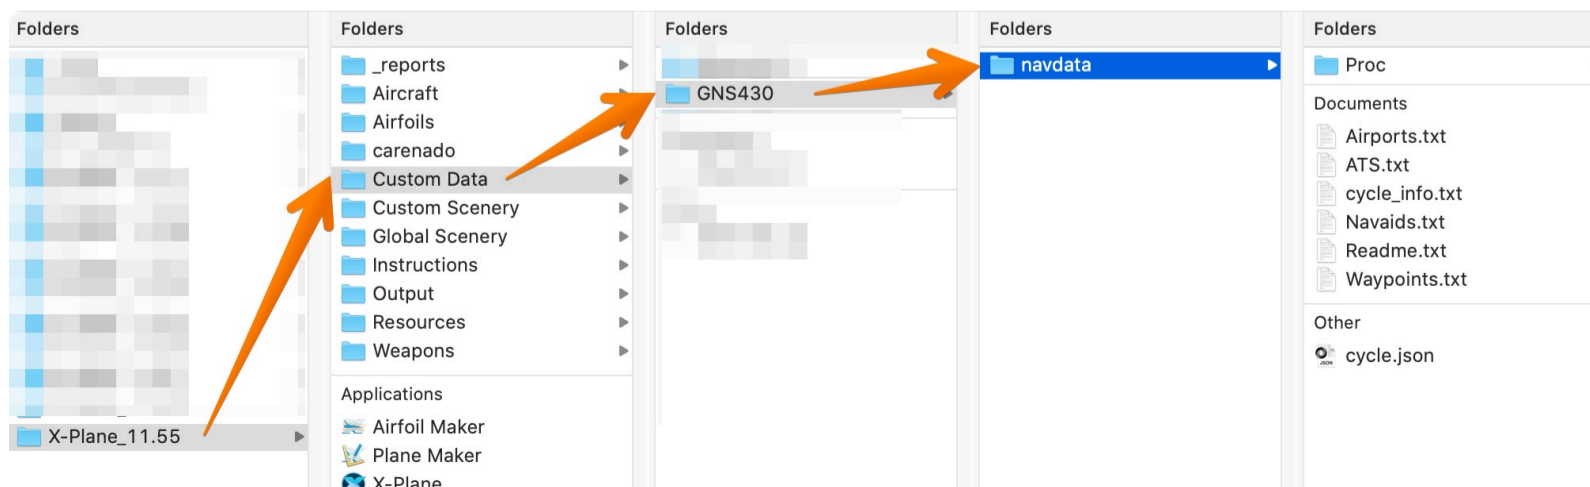 Folders
X-Plane_11.55
Folders
_reports
Aircraft
Airfoils
carenado
Custom Data
Custom Scenery
Global Scenery
Instructions
Output
Resources
Weapons
Applications
Airfoil Maker
Plane Maker
X-Plane
Folders
GNS430
Folders
navdata
Folders
Proc
Documents
Airports.txt
ATS.txt
cycle_info.txt
Navaids.txt
Readme.txt
Waypoints.txt
Other
JSON
cycle.json